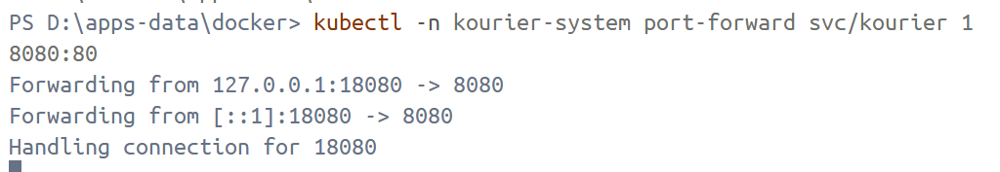 PS D:\apps-data\docker> kubectl -n kourier-system port-forward svc/kourier 1
8080:80
Forwarding from 127.0.0.1:18080 -> 8080
Forwarding from [::1]:18080 -> 8080
Handling connection for 18080